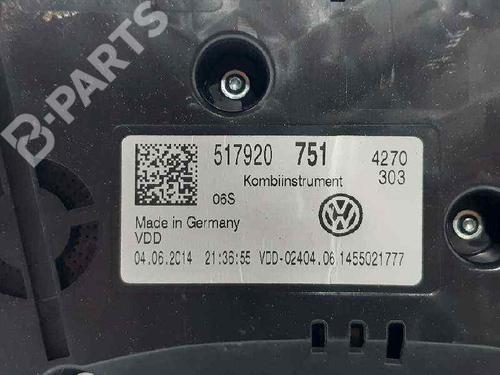 B-PARTS
517920 751 4270
Kombiinstrument 303
06S
Made in Germany
VDD
04.06.2014 21:36:55 VDD-02404.06.1455021777